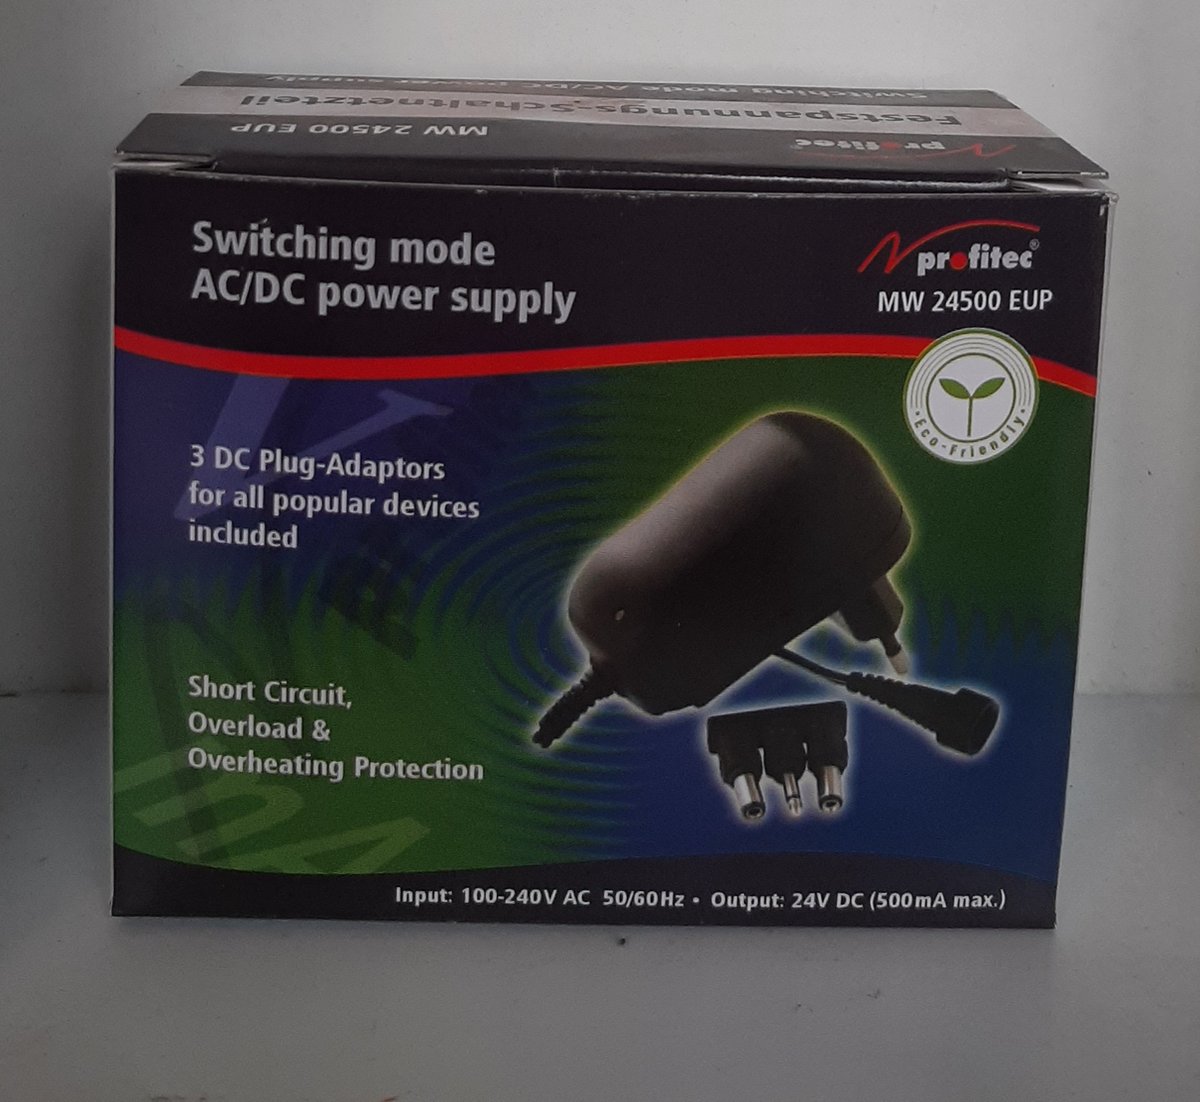 Switching mode AC/DC power supply
Festspannungs-Schaltnetzteil
MW 24500 EUP
profitec
Switching mode
AC/DC power supply
profitec®
MW 24500 EUP
Eco-Friendly
3 DC Plug-Adaptors
for all popular devices
included
Short Circuit,
Overload &
Overheating Protection
Input: 100-240V AC 50/60Hz • Output: 24V DC (500mA max.)